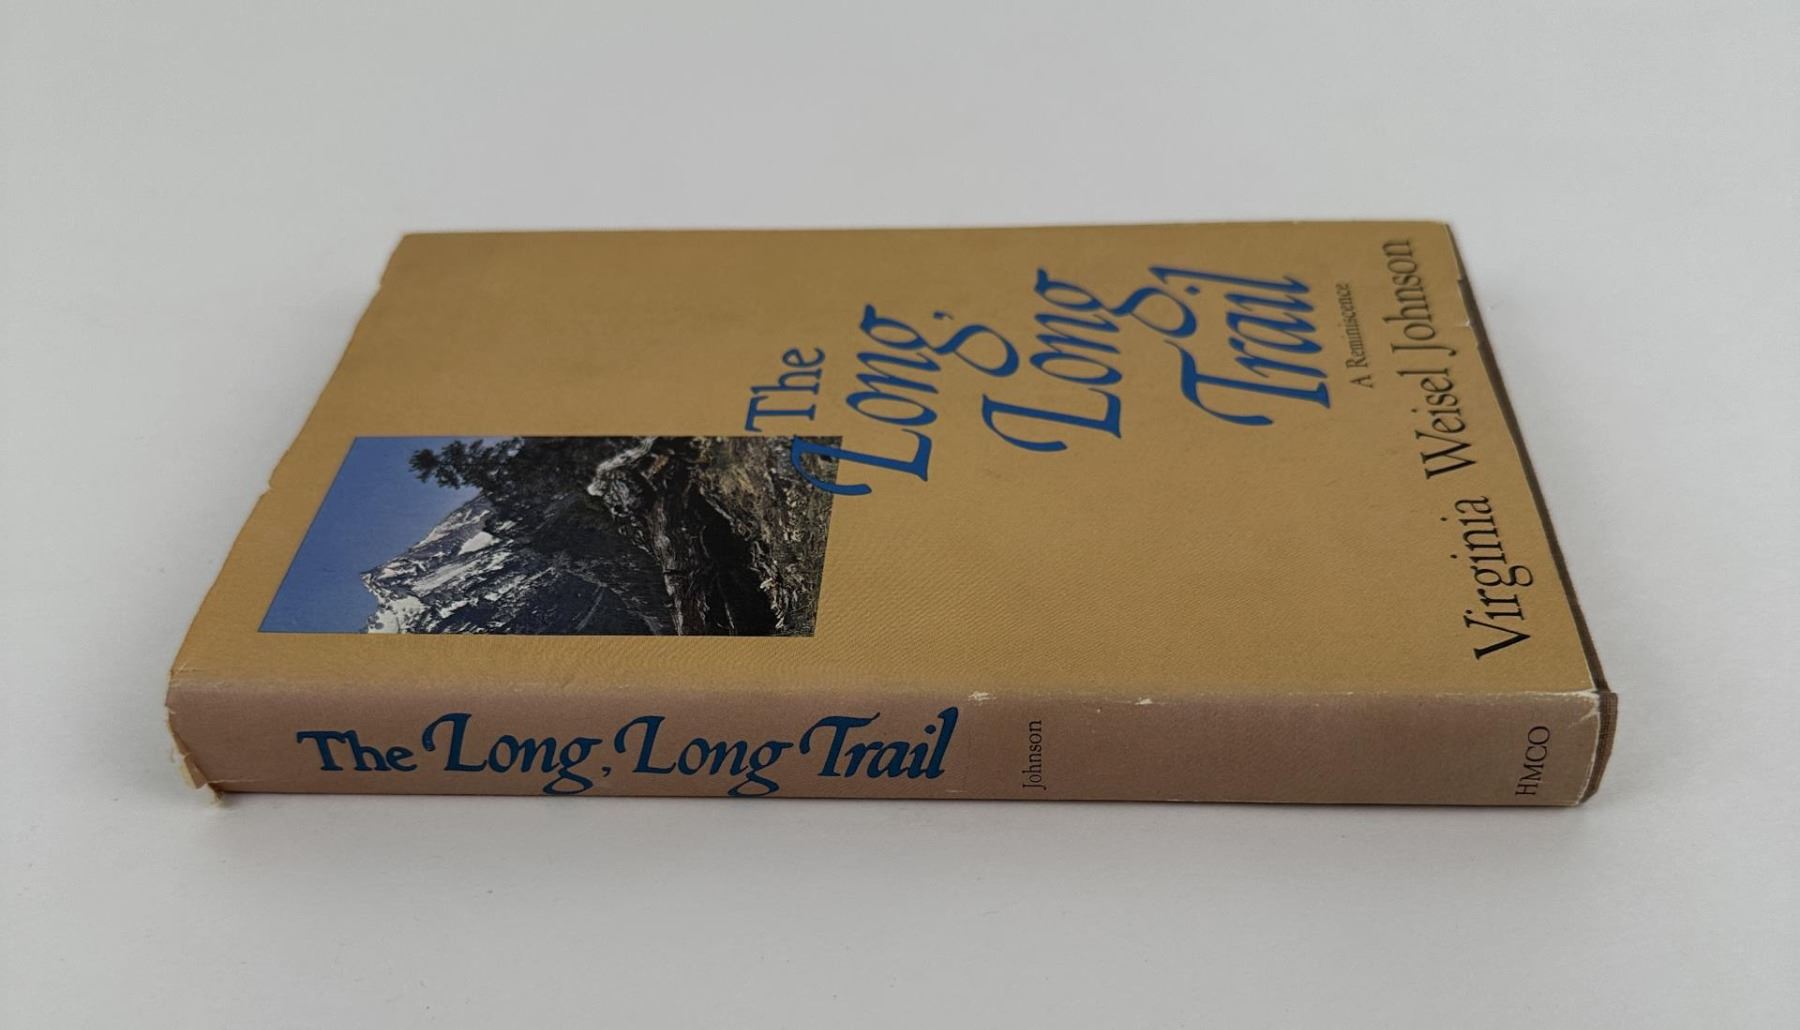 The
Long,
Long
Trail
A Reminiscence
Virginia Weisel Johnson
The Long, Long Trail
Johnson
HMCO